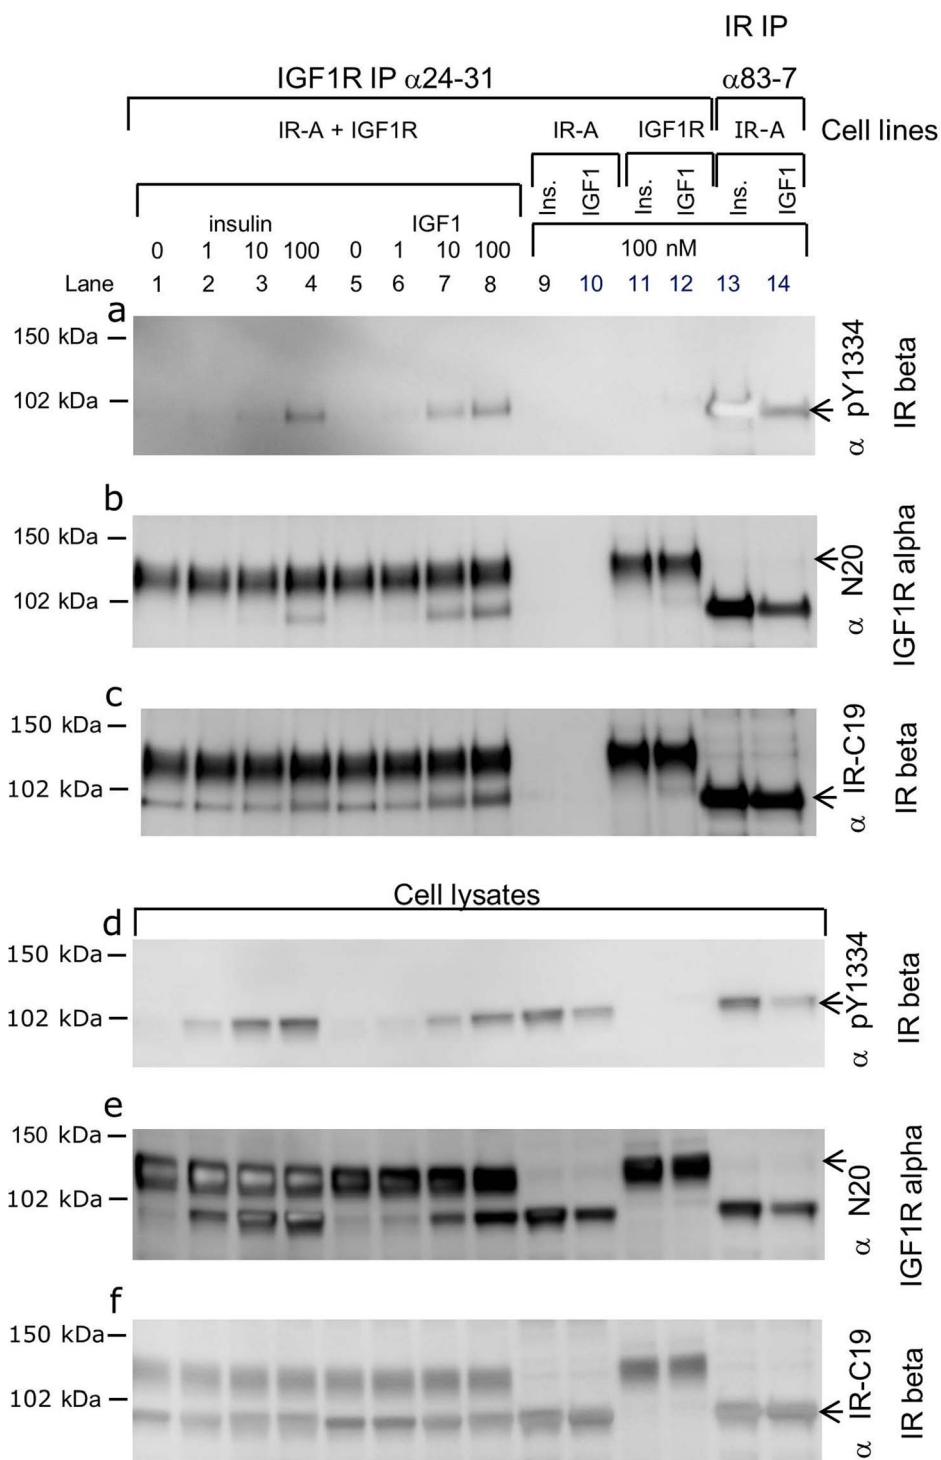 IR IP
IGF1R IP α24-31 α83-7
IR-A + IGF1R IR-A IGF1R IR-A Cell lines
Ins. IGF1 Ins. IGF1 Ins. IGF1
insulin IGF1
0 1 10 100 0 1 10 100 100 nM
Lane 1 2 3 4 5 6 7 8 9 10 11 12 13 14
a
150 kDa
102 kDa
α pY1334
IR beta
b
150 kDa
102 kDa
α N20
IGF1R alpha
c
150 kDa
102 kDa
α IR-C19
IR beta
Cell lysates
d
150 kDa
102 kDa
α pY1334
IR beta
e
150 kDa
102 kDa
α N20
IGF1R alpha
f
150 kDa
102 kDa
α IR-C19
IR beta